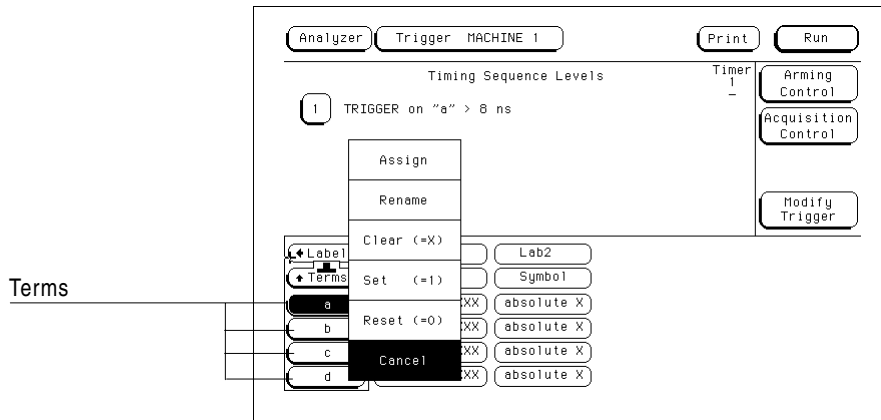 Analyzer Trigger MACHINE 1 Print Run
Timing Sequence Levels
Timer
1
–
Arming
Control
1 TRIGGER on "a" > 8 ns
Acquisition
Control
Modify
Trigger
Assign
Rename
Clear (=X)
Set (=1)
Reset (=0)
Cancel
Label Lab2
Terms Symbol
a XX absolute X
b XX absolute X
c XX absolute X
d XX absolute X
Terms